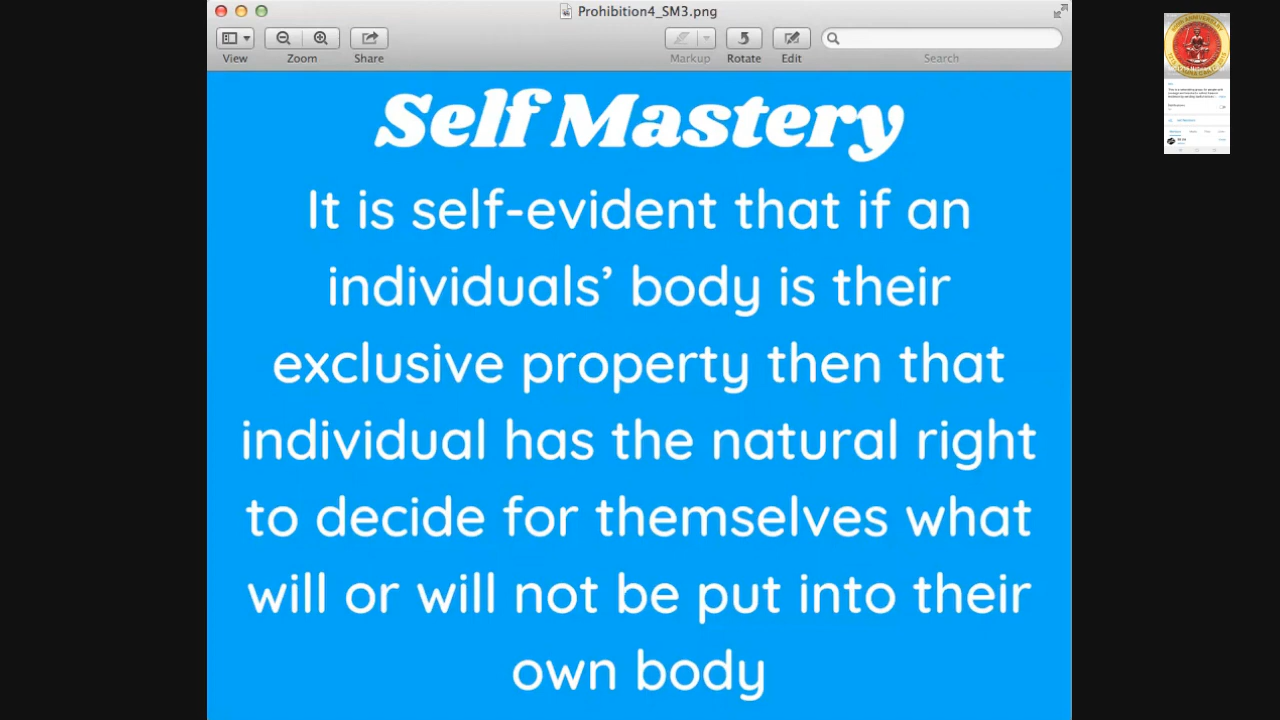 Prohibition4_SM3.png
View
Zoom
Share
Markup
Rotate
Edit
Search
Self Mastery
It is self-evident that if an
individuals’ body is their
exclusive property then that
individual has the natural right
to decide for themselves what
will or will not be put into their
own body